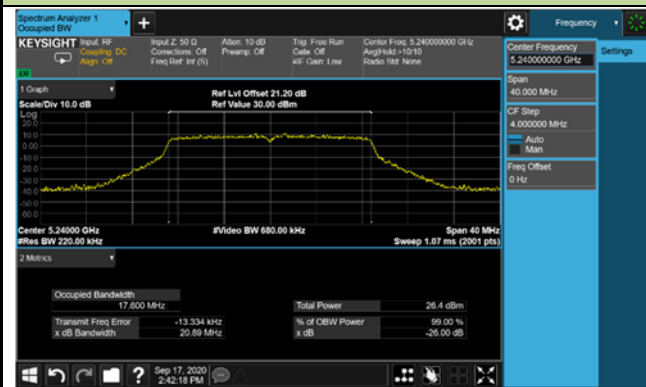 Spectrum Analyzer 1
Occupied BW
+
Frequency
KEYSIGHT
Input: RF
Coupling: DC
Align: Off
Input Z: 50 Ω
Corrections: Off
Freq Ref: Int (S)
Atten: 10 dB
Preamp: Off
Trig: Free Run
Gate: Off
#IF Gain: Low
Center Freq: 5.240000000 GHz
Avg|Hold:>10/10
Radio Std: None
Center Frequency
5.240000000 GHz
Settings
Span
40.000 MHz
CF Step
4.000000 MHz
Auto
Man
Freq Offset
0 Hz
1 Graph
Scale/Div 10.0 dB
Ref Lvl Offset 21.20 dB
Ref Value 30.00 dBm
Log
20.0
10.0
0.00
-10.0
-20.0
-30.0
-40.0
-50.0
-60.0
Center 5.24000 GHz
#Res BW 220.00 kHz
#Video BW 680.00 kHz
Span 40 MHz
Sweep 1.07 ms (2001 pts)
2 Metrics
Occupied Bandwidth
17.600 MHz
Transmit Freq Error -13.334 kHz
x dB Bandwidth 20.89 MHz
Total Power 26.4 dBm
% of OBW Power 99.00 %
x dB -26.00 dB
?
Sep 17, 2020
2:42:18 PM